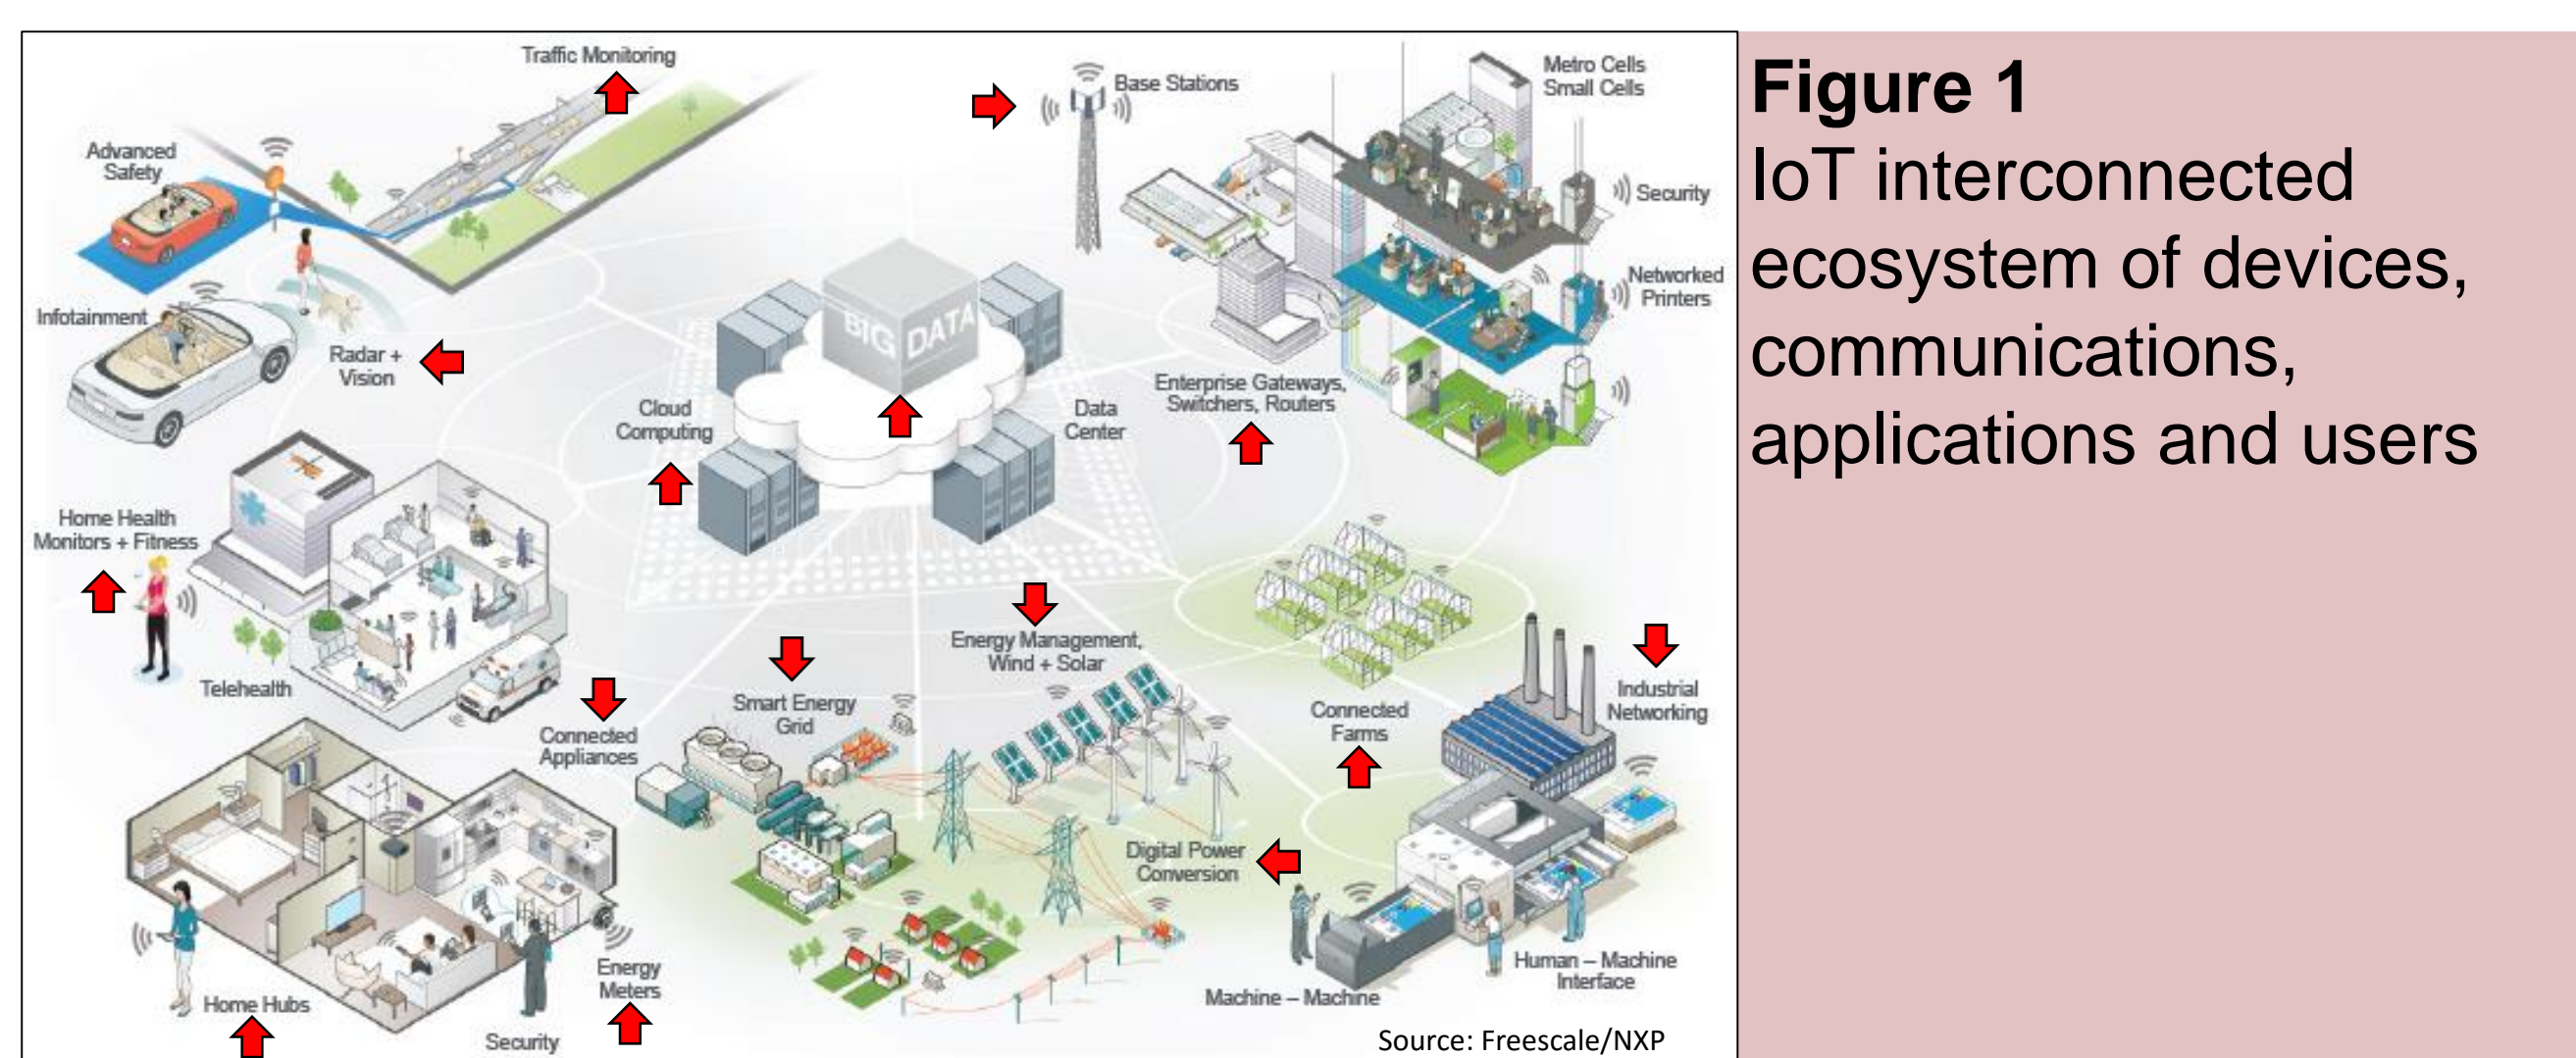 Traffic Monitoring
Base Stations
Metro Cells
Small Cells
Advanced
Safety
Security
Networked
Printers
Infotainment
Radar +
Vision
BIG DATA
Cloud
Computing
Data
Center
Enterprise Gateways,
Switchers, Routers
Home Health
Monitors + Fitness
Telehealth
Connected
Appliances
Smart Energy
Grid
Energy Management,
Wind + Solar
Connected
Farms
Industrial
Networking
Digital Power
Conversion
Home Hubs
Security
Energy
Meters
Machine – Machine
Human – Machine
Interface
Source: Freescale/NXP
Figure 1
IoT interconnected
ecosystem of devices,
communications,
applications and users